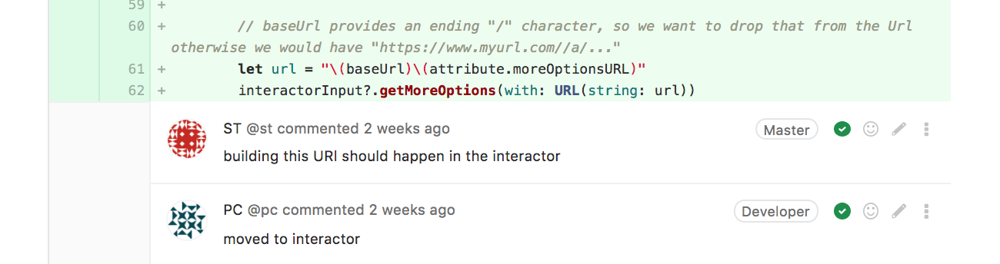 59 +
60 + // baseUrl provides an ending "/" character, so we want to drop that from the Url
otherwise we would have "https://www.myurl.com//a/..."
61 + let url = "\(baseUrl)\(attribute.moreOptionsURL)"
62 + interactorInput?.getMoreOptions(with: URL(string: url))
ST @st commented 2 weeks ago Master
building this URI should happen in the interactor
PC @pc commented 2 weeks ago Developer
moved to interactor